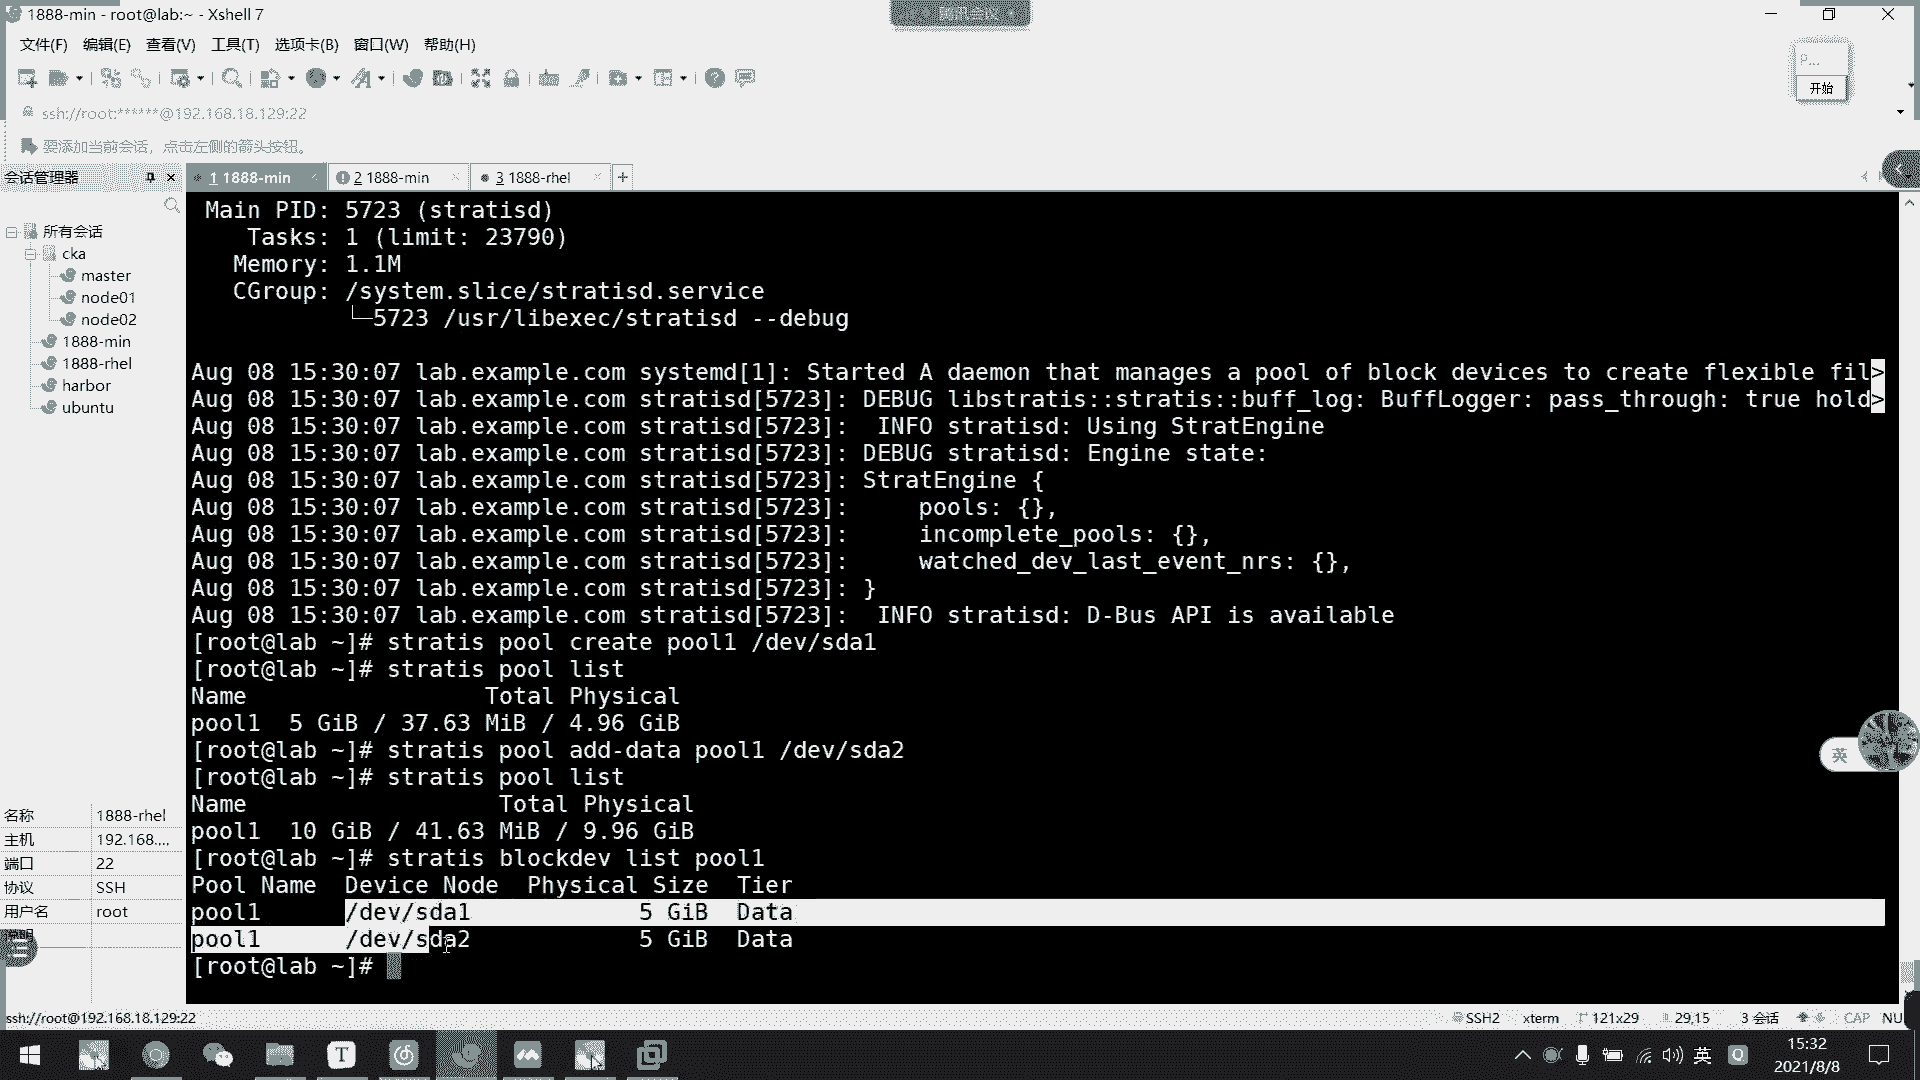 1888-min - root@lab:~ - Xshell 7
腾讯会议
文件(F) 编辑(E) 查看(V) 工具(T) 选项卡(B) 窗口(W) 帮助(H)
P...
开始
ssh://root:******@192.168.18.129:22
要添加当前会话，点击左侧的箭头按钮。
会话管理器
1 1888-min
2 1888-min
3 1888-rhel
所有会话
cka
master
node01
node02
1888-min
1888-rhel
harbor
ubuntu
Main PID: 5723 (stratisd)
Tasks: 1 (limit: 23790)
Memory: 1.1M
CGroup: /system.slice/stratisd.service
└─5723 /usr/libexec/stratisd --debug
Aug 08 15:30:07 lab.example.com systemd[1]: Started A daemon that manages a pool of block devices to create flexible fil>
Aug 08 15:30:07 lab.example.com stratisd[5723]: DEBUG libstratis::stratis::buff_log: BuffLogger: pass_through: true hold>
Aug 08 15:30:07 lab.example.com stratisd[5723]:  INFO stratisd: Using StratEngine
Aug 08 15:30:07 lab.example.com stratisd[5723]: DEBUG stratisd: Engine state:
Aug 08 15:30:07 lab.example.com stratisd[5723]: StratEngine {
Aug 08 15:30:07 lab.example.com stratisd[5723]:     pools: {},
Aug 08 15:30:07 lab.example.com stratisd[5723]:     incomplete_pools: {},
Aug 08 15:30:07 lab.example.com stratisd[5723]:     watched_dev_last_event_nrs: {},
Aug 08 15:30:07 lab.example.com stratisd[5723]: }
Aug 08 15:30:07 lab.example.com stratisd[5723]:  INFO stratisd: D-Bus API is available
[root@lab ~]# stratis pool create pool1 /dev/sda1
[root@lab ~]# stratis pool list
Name                 Total Physical
pool1  5 GiB / 37.63 MiB / 4.96 GiB
[root@lab ~]# stratis pool add-data pool1 /dev/sda2
[root@lab ~]# stratis pool list
Name                  Total Physical
pool1  10 GiB / 41.63 MiB / 9.96 GiB
[root@lab ~]# stratis blockdev list pool1
Pool Name  Device Node  Physical Size  Tier
pool1      /dev/sda1            5 GiB  Data
pool1      /dev/sda2            5 GiB  Data
[root@lab ~]#
英
名称 1888-rhel
主机 192.168....
端口 22
协议 SSH
用户名 root
ssh://root@192.168.18.129:22
SSH2 xterm 121x29 29,15 3 会话 CAP NU
英
15:32
2021/8/8